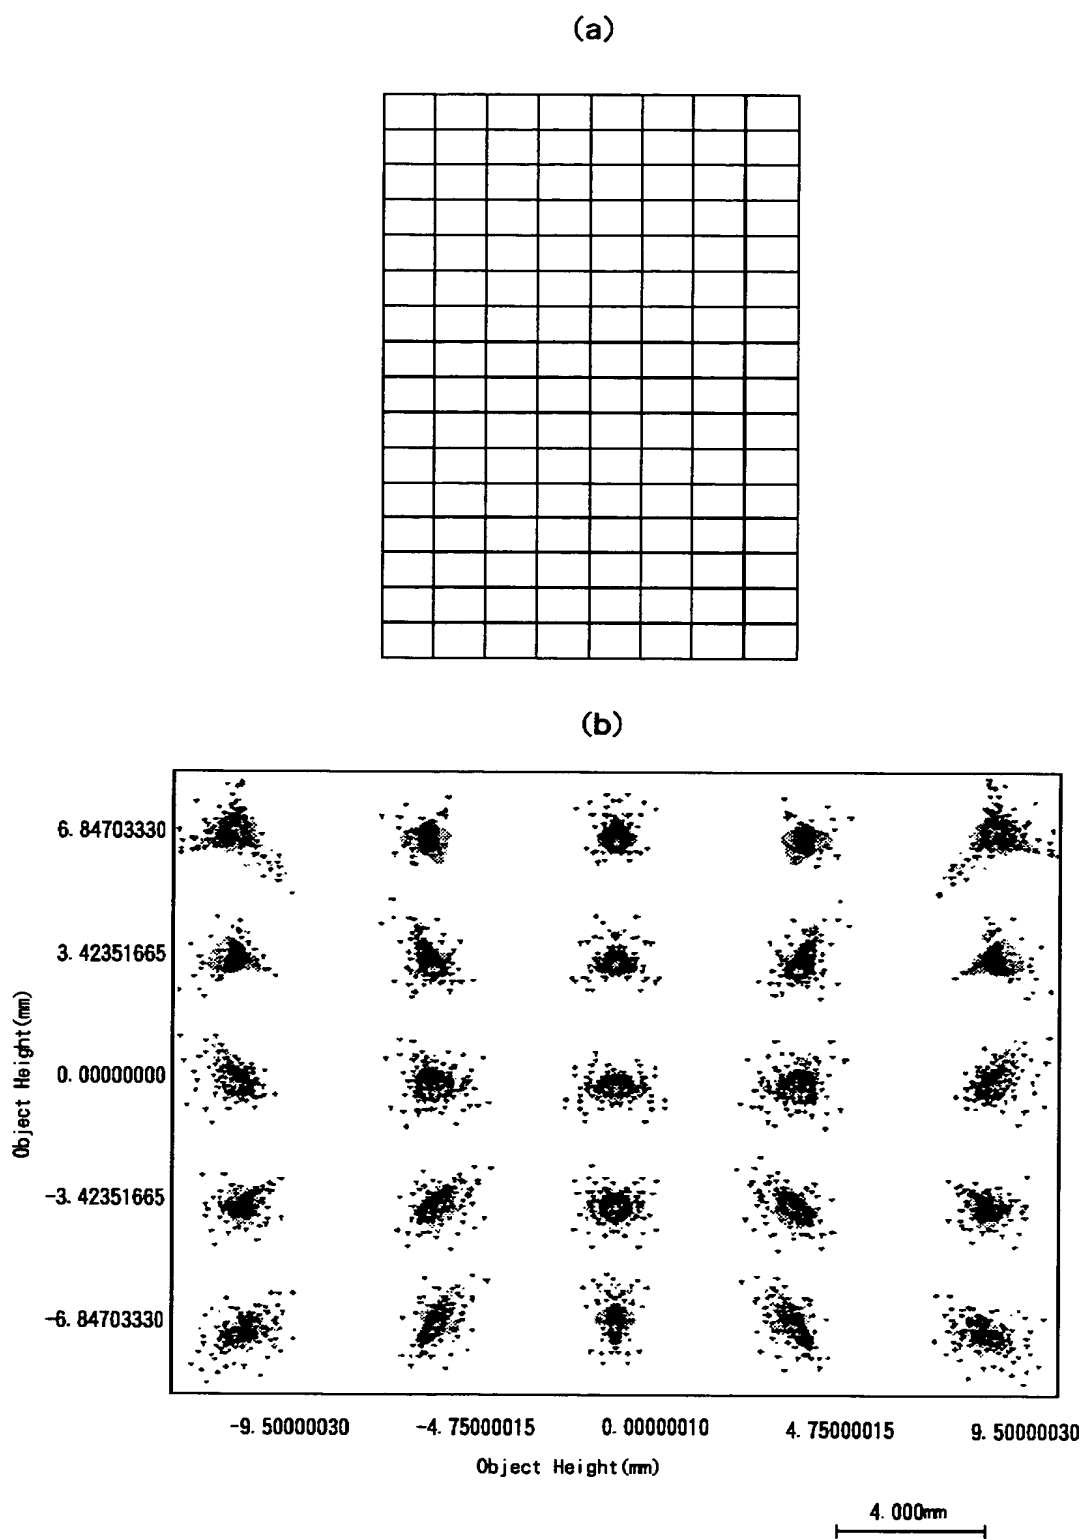 (a)
(b)
6. 84703330
3. 42351665
0. 00000000
-3. 42351665
-6. 84703330
Object Height(mm)
-9. 50000030
-4. 75000015
0. 00000010
4. 75000015
9. 50000030
Object Height(mm)
4. 000mm